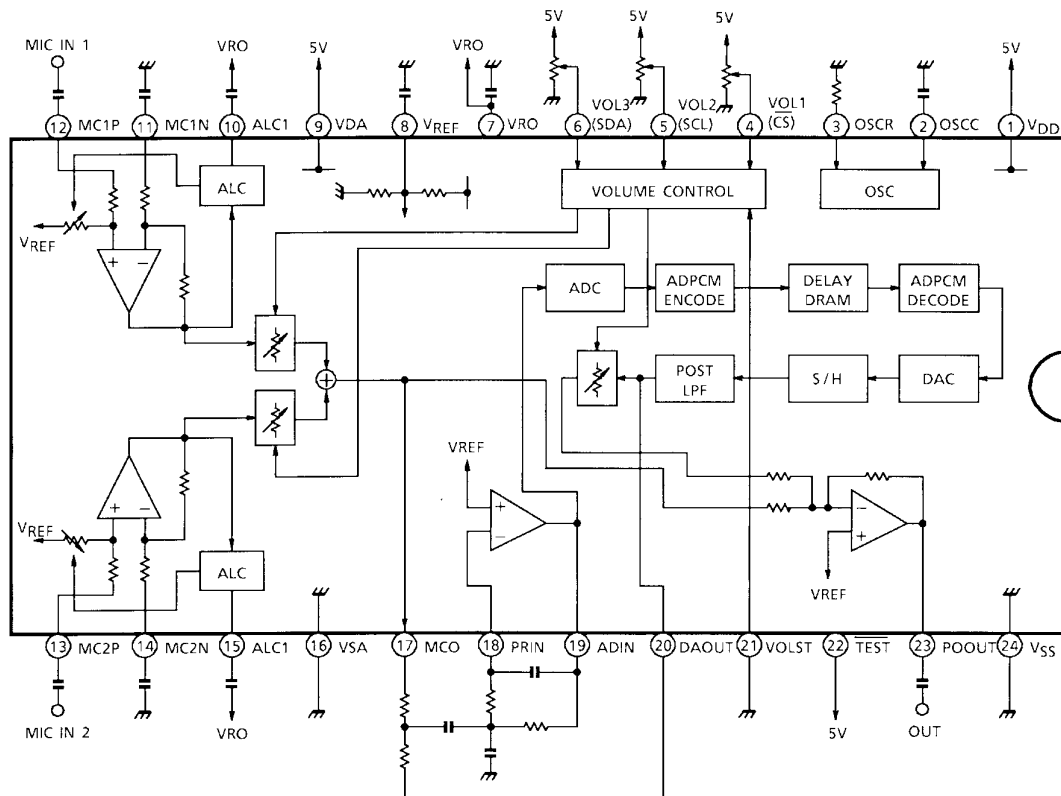 5V 5V 5V
MIC IN 1 VRO 5V VRO 5V
VOL3 VOL2 VOL1
12 MC1P 11 MC1N 10 ALC1 9 VDA 8 VREF 7 VRO 6 (SDA) 5 (SCL) 4 (CS) 3 OSCR 2 OSCC 1 VDD
ALC VOLUME CONTROL OSC
VREF
+ −
ADC ADPCM ENCODE DELAY DRAM ADPCM DECODE
POST LPF S/H DAC
+
VREF
+ −
+ −
− +
VREF
ALC
VREF
13 MC2P 14 MC2N 15 ALC1 16 VSA 17 MCO 18 PRIN 19 ADIN 20 DAOUT 21 VOLST 22 TEST 23 POOUT 24 VSS
MIC IN 2 VRO 5V OUT